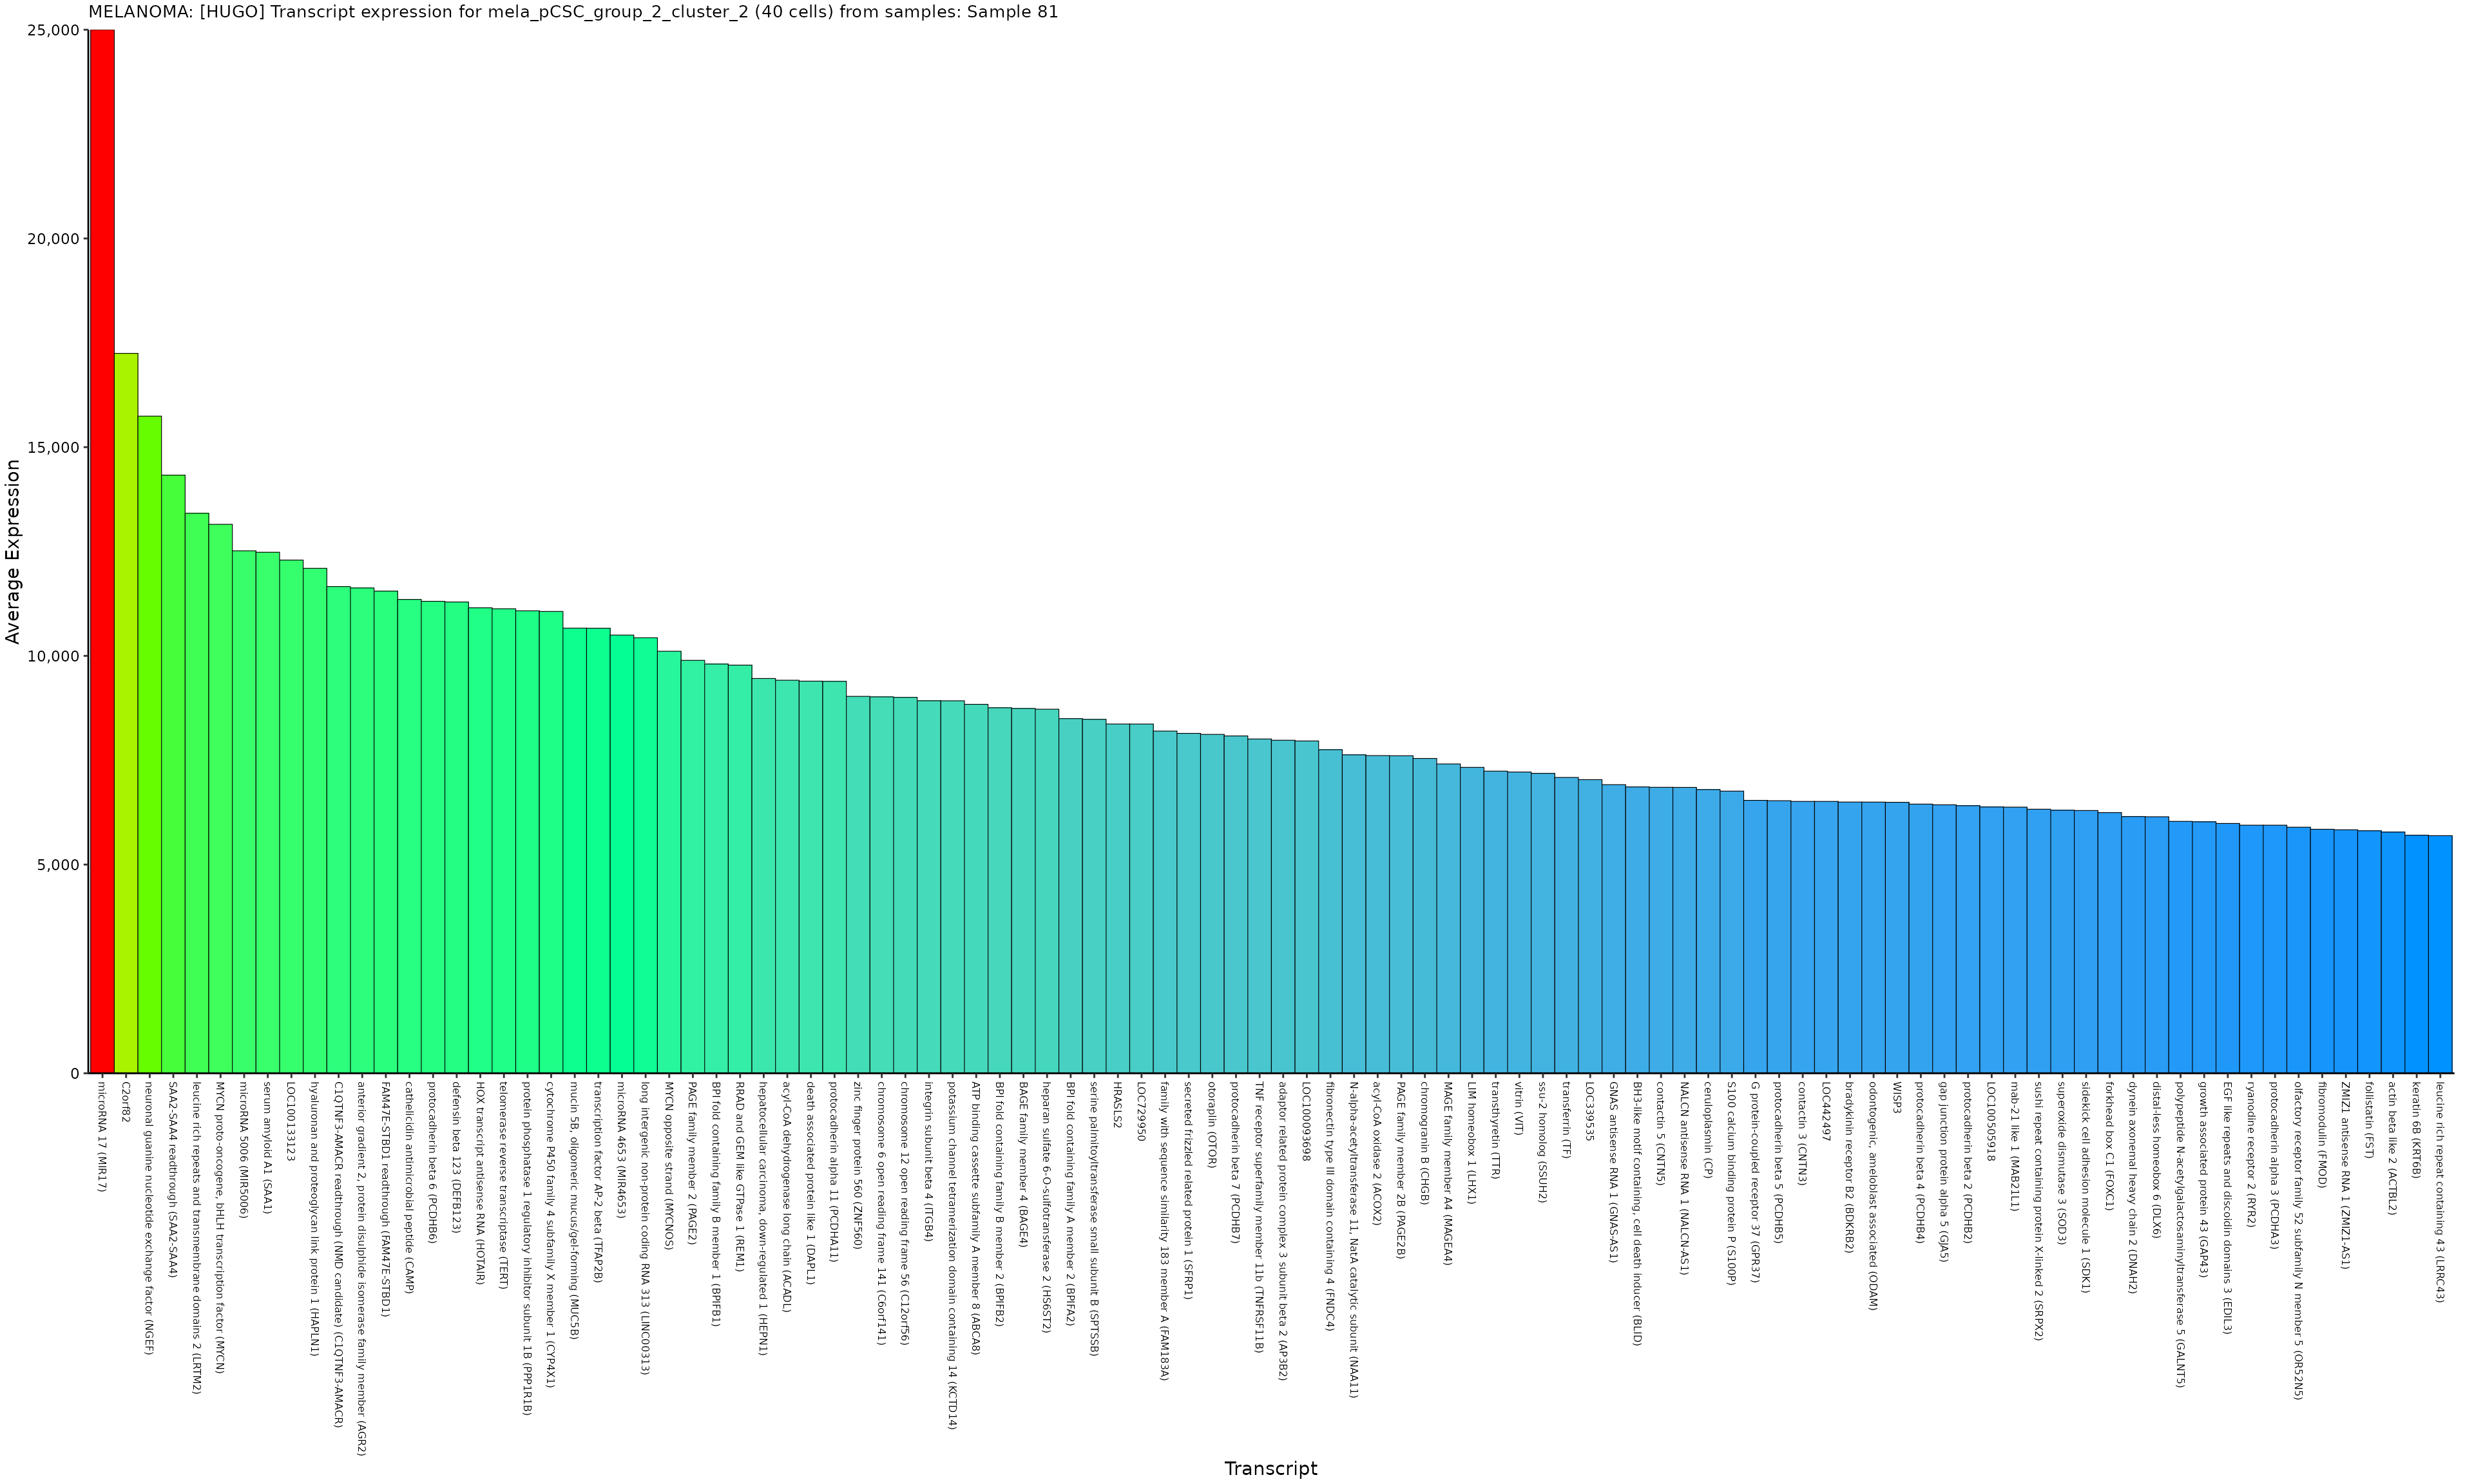 MELANOMA: [HUGO] Transcript expression for mela_pCSC_group_2_cluster_2 (40 cells) from samples: Sample 81
Average Expression
25,000
20,000
15,000
10,000
5,000
0
microRNA 17 (MIR17)
C2orf82
neuronal guanine nucleotide exchange factor (NGEF)
SAA2-SAA4 readthrough (SAA2-SAA4)
leucine rich repeats and transmembrane domains 2 (LRTM2)
MYCN proto-oncogene, bHLH transcription factor (MYCN)
microRNA 5006 (MIR5006)
serum amyloid A1 (SAA1)
LOC100133123
hyaluronan and proteoglycan link protein 1 (HAPLN1)
C1QTNF3-AMACR readthrough (NMD candidate) (C1QTNF3-AMACR)
anterior gradient 2, protein disulphide isomerase family member (AGR2)
FAM47E-STBD1 readthrough (FAM47E-STBD1)
cathelicidin antimicrobial peptide (CAMP)
protocadherin beta 6 (PCDHB6)
defensin beta 123 (DEFB123)
HOX transcript antisense RNA (HOTAIR)
telomerase reverse transcriptase (TERT)
protein phosphatase 1 regulatory inhibitor subunit 1B (PPP1R1B)
cytochrome P450 family 4 subfamily X member 1 (CYP4X1)
mucin 5B, oligomeric mucus/gel-forming (MUC5B)
transcription factor AP-2 beta (TFAP2B)
microRNA 4653 (MIR4653)
long intergenic non-protein coding RNA 313 (LINC00313)
MYCN opposite strand (MYCNOS)
PAGE family member 2 (PAGE2)
BPI fold containing family B member 1 (BPIFB1)
RRAD and GEM like GTPase 1 (REM1)
hepatocellular carcinoma, down-regulated 1 (HEPN1)
acyl-CoA dehydrogenase long chain (ACADL)
death associated protein like 1 (DAPL1)
protocadherin alpha 11 (PCDHA11)
zinc finger protein 560 (ZNF560)
chromosome 6 open reading frame 141 (C6orf141)
chromosome 12 open reading frame 56 (C12orf56)
integrin subunit beta 4 (ITGB4)
potassium channel tetramerization domain containing 14 (KCTD14)
ATP binding cassette subfamily A member 8 (ABCA8)
BPI fold containing family B member 2 (BPIFB2)
BAGE family member 4 (BAGE4)
heparan sulfate 6-O-sulfotransferase 2 (HS6ST2)
BPI fold containing family A member 2 (BPIFA2)
serine palmitoyltransferase small subunit B (SPTSSB)
HRASLS2
LOC729950
family with sequence similarity 183 member A (FAM183A)
secreted frizzled related protein 1 (SFRP1)
otoraplin (OTOR)
protocadherin beta 7 (PCDHB7)
TNF receptor superfamily member 11b (TNFRSF11B)
adaptor related protein complex 3 subunit beta 2 (AP3B2)
LOC100093698
fibronectin type III domain containing 4 (FNDC4)
N-alpha-acetyltransferase 11, NatA catalytic subunit (NAA11)
acyl-CoA oxidase 2 (ACOX2)
PAGE family member 2B (PAGE2B)
chromogranin B (CHGB)
MAGE family member A4 (MAGEA4)
LIM homeobox 1 (LHX1)
transthyretin (TTR)
vitrin (VIT)
ssu-2 homolog (SSUH2)
transferrin (TF)
LOC339535
GNAS antisense RNA 1 (GNAS-AS1)
BH3-like motif containing, cell death inducer (BLID)
contactin 5 (CNTN5)
NALCN antisense RNA 1 (NALCN-AS1)
ceruloplasmin (CP)
S100 calcium binding protein P (S100P)
G protein-coupled receptor 37 (GPR37)
protocadherin beta 5 (PCDHB5)
contactin 3 (CNTN3)
LOC442497
bradykinin receptor B2 (BDKRB2)
odontogenic, ameloblast associated (ODAM)
WISP3
protocadherin beta 4 (PCDHB4)
gap junction protein alpha 5 (GJA5)
protocadherin beta 2 (PCDHB2)
LOC100505918
mab-21 like 1 (MAB21L1)
sushi repeat containing protein X-linked 2 (SRPX2)
superoxide dismutase 3 (SOD3)
sidekick cell adhesion molecule 1 (SDK1)
forkhead box C1 (FOXC1)
dynein axonemal heavy chain 2 (DNAH2)
distal-less homeobox 6 (DLX6)
polypeptide N-acetylgalactosaminyltransferase 5 (GALNT5)
growth associated protein 43 (GAP43)
EGF like repeats and discoidin domains 3 (EDIL3)
ryanodine receptor 2 (RYR2)
protocadherin alpha 3 (PCDHA3)
olfactory receptor family 52 subfamily N member 5 (OR52N5)
fibromodulin (FMOD)
ZMIZ1 antisense RNA 1 (ZMIZ1-AS1)
follistatin (FST)
actin beta like 2 (ACTBL2)
keratin 6B (KRT6B)
leucine rich repeat containing 43 (LRRC43)
Transcript